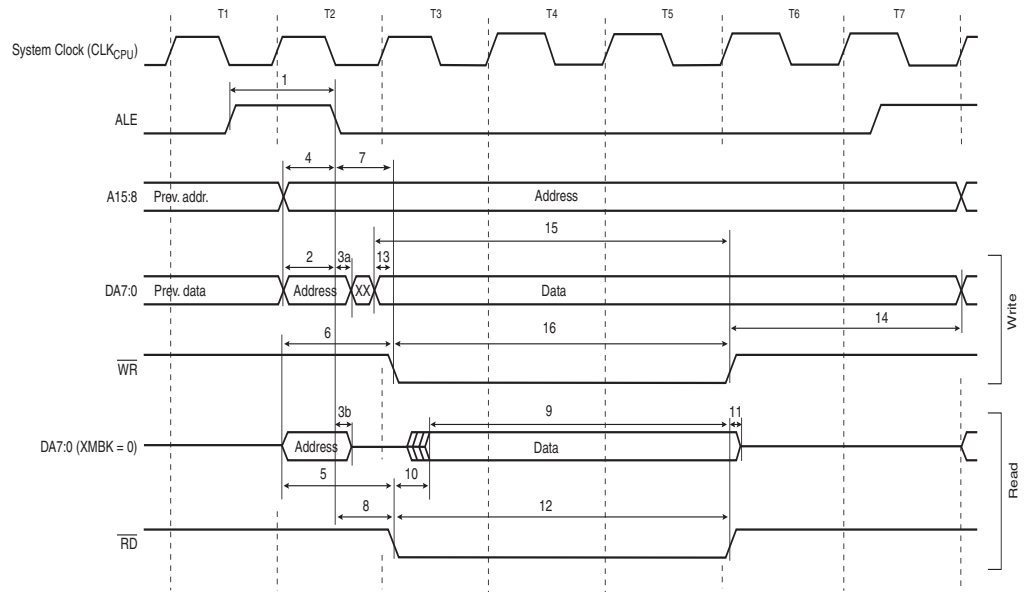 T1 T2 T3 T4 T5 T6 T7
System Clock (CLKCPU)
1
ALE
4 7
A15:8 Prev. addr. Address
15
2 3a 13
DA7:0 Prev. data Address XX Data
14
6 16
WR
Write
3b 9 11
DA7:0 (XMBK = 0) Address Data
5 10
8 12
RD
Read